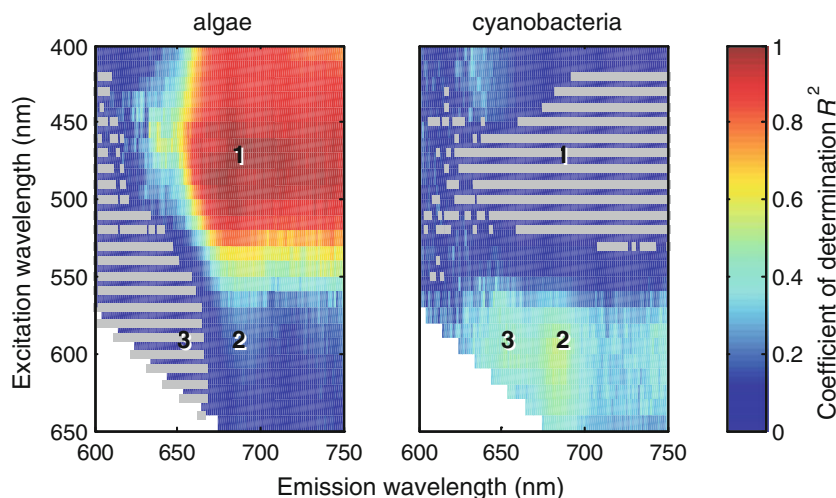 algae
cyanobacteria
400
450
500
550
600
650
Excitation wavelength (nm)
1
3 2
600 650 700 750
1
3 2
600 650 700 750
Emission wavelength (nm)
1
0.8
0.6
0.4
0.2
0
Coefficient of determination R²